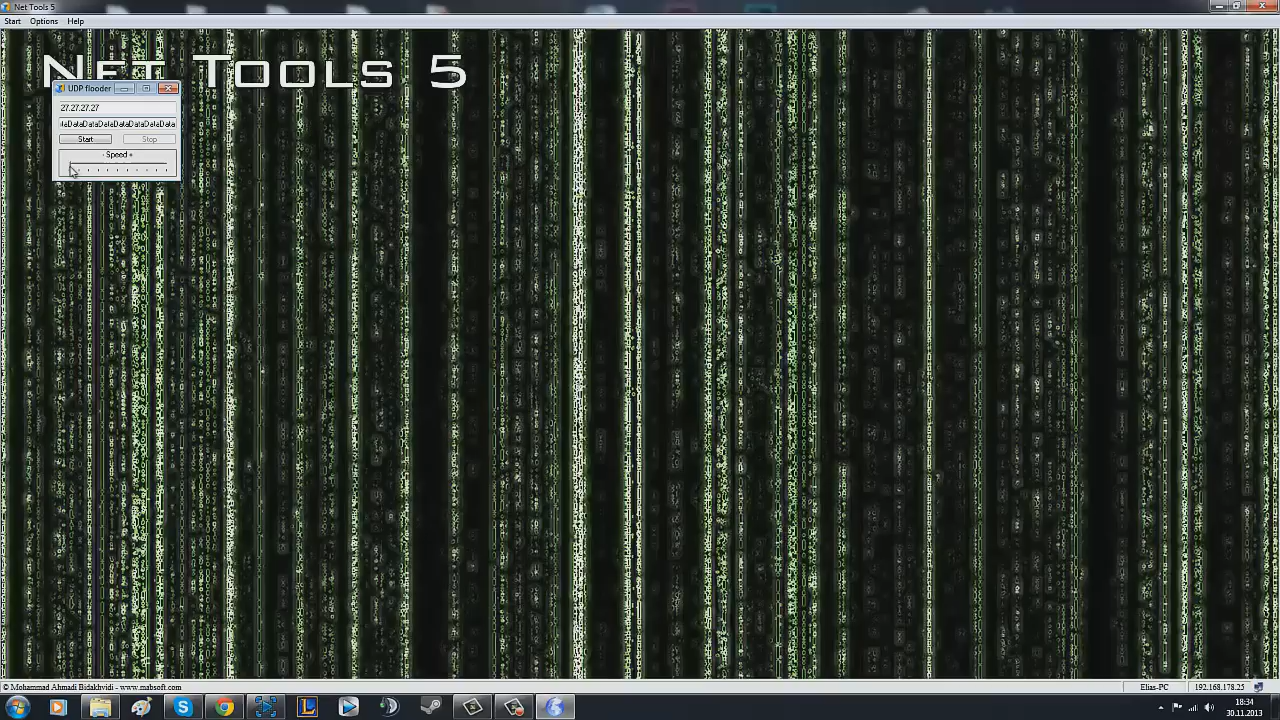 Net Tools 5
Start Options Help
Net Tools 5
UDP flooder
27.27.27.27
aDataDataDataDataDataDataData
Start Stop
- Speed +
© Mohammad Ahmadi Bidakhvidi - www.mabsoft.com
Elias-PC
192.168.178.25
18:34
30.11.2013